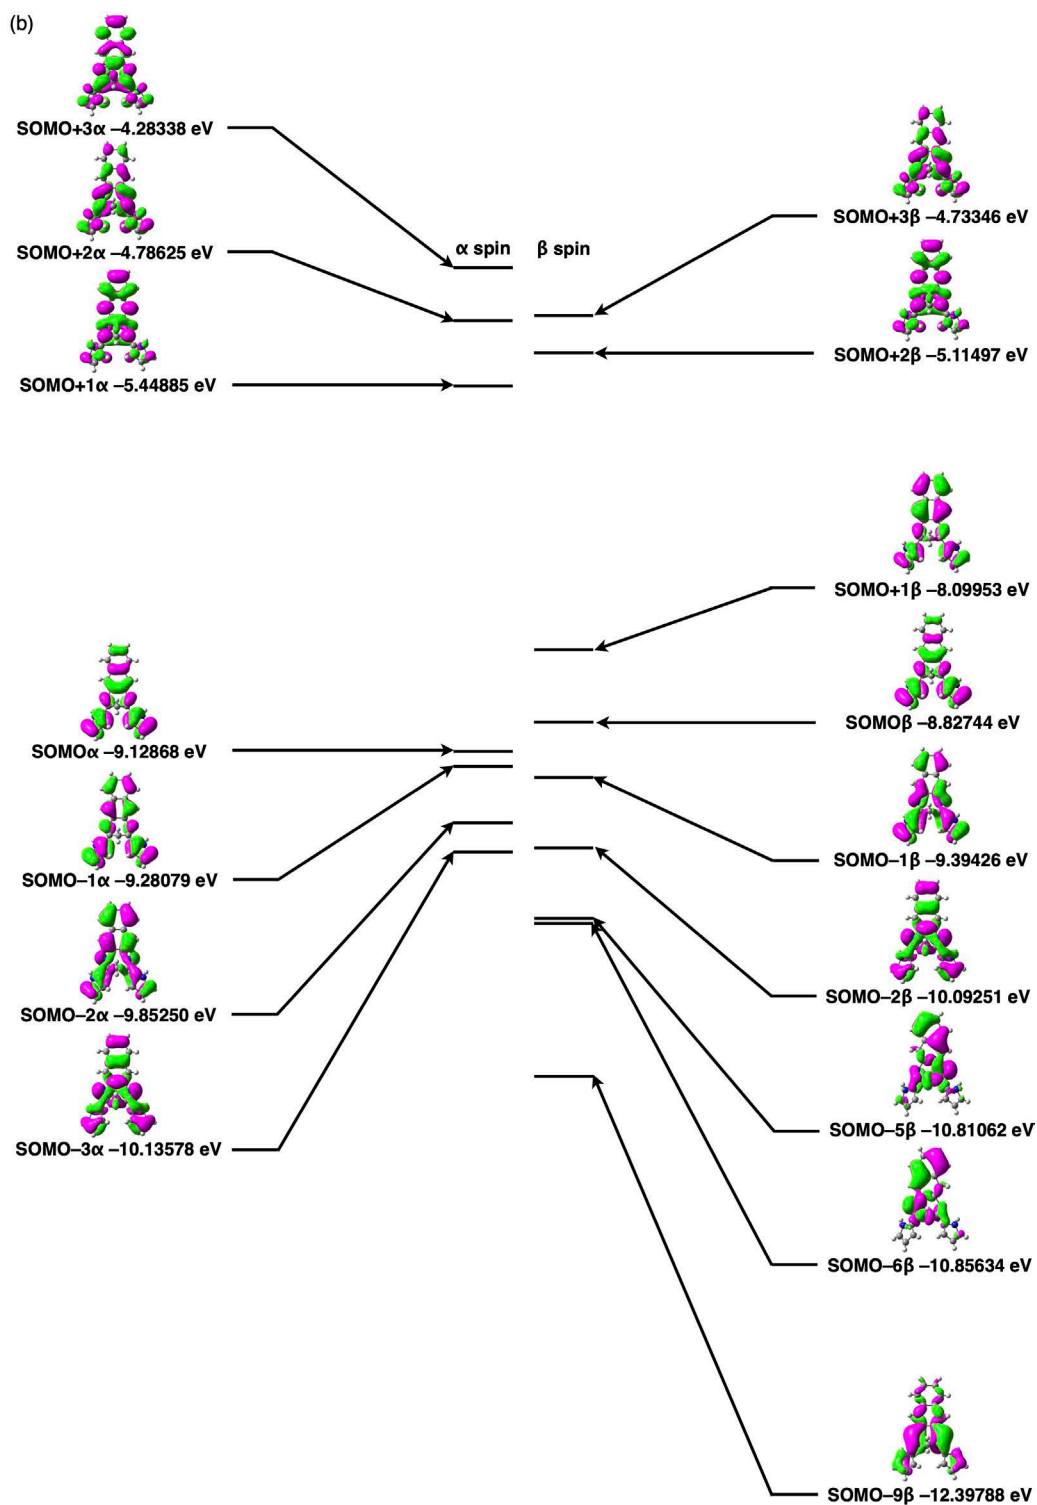 (b)
SOMO+3α –4.28338 eV
SOMO+2α –4.78625 eV
SOMO+1α –5.44885 eV
α spin β spin
SOMO+3β –4.73346 eV
SOMO+2β –5.11497 eV
SOMO+1β –8.09953 eV
SOMOβ –8.82744 eV
SOMOα –9.12868 eV
SOMO–1α –9.28079 eV
SOMO–2α –9.85250 eV
SOMO–3α –10.13578 eV
SOMO–1β –9.39426 eV
SOMO–2β –10.09251 eV
SOMO–5β –10.81062 eV
SOMO–6β –10.85634 eV
SOMO–9β –12.39788 eV